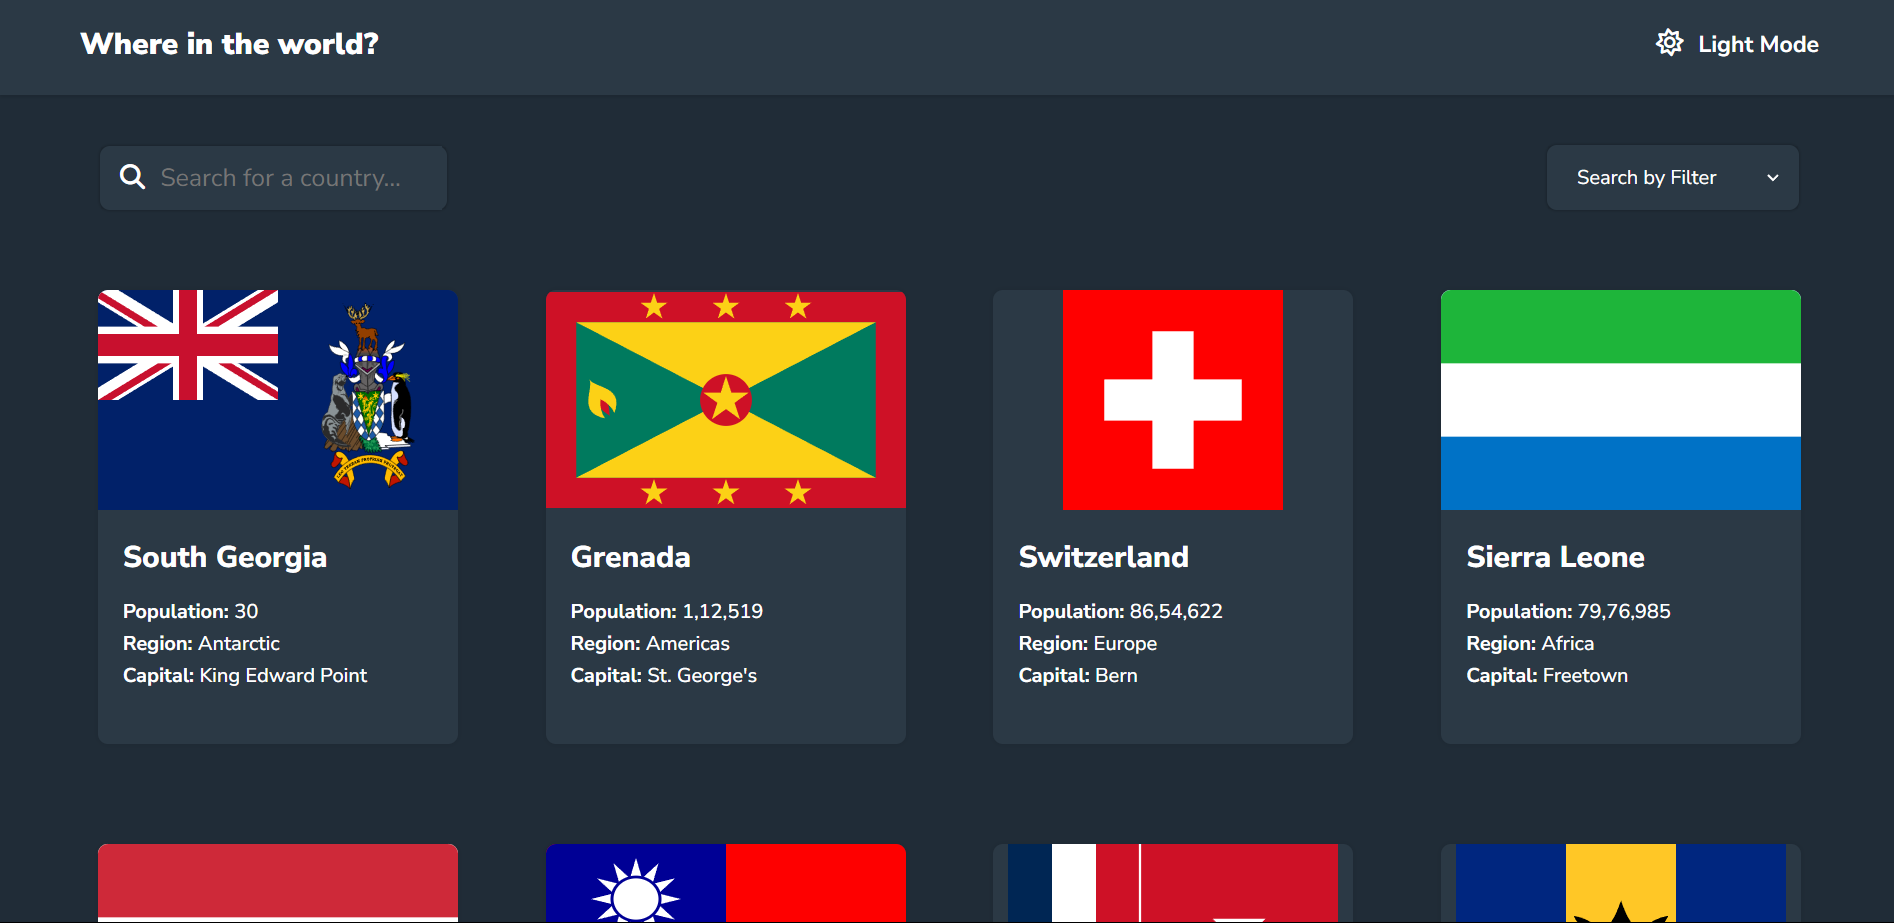 Where in the world?
Light Mode
Search for a country...
Search by Filter
South Georgia
Population: 30
Region: Antarctic
Capital: King Edward Point
Grenada
Population: 1,12,519
Region: Americas
Capital: St. George's
Switzerland
Population: 86,54,622
Region: Europe
Capital: Bern
Sierra Leone
Population: 79,76,985
Region: Africa
Capital: Freetown